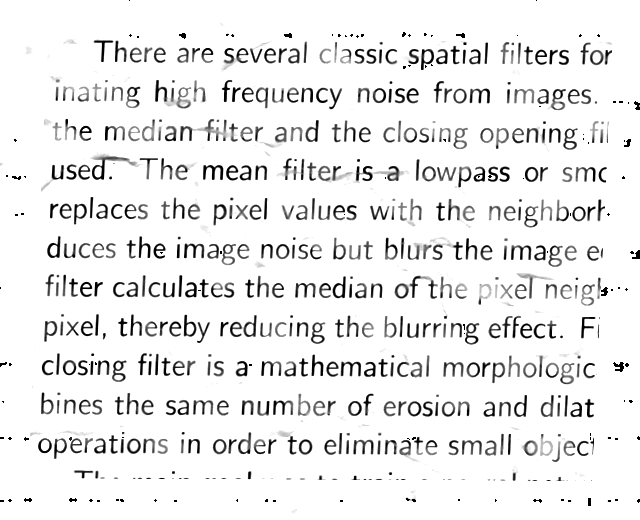 There are several classic spatial filters for
inating high frequency noise from images.
the median filter and the closing opening fil
used. The mean filter is a lowpass or smo
replaces the pixel values with the neighborh
duces the image noise but blurs the image e
filter calculates the median of the pixel neigh
pixel, thereby reducing the blurring effect. Fi
closing filter is a mathematical morphologic
bines the same number of erosion and dilat
operations in order to eliminate small object